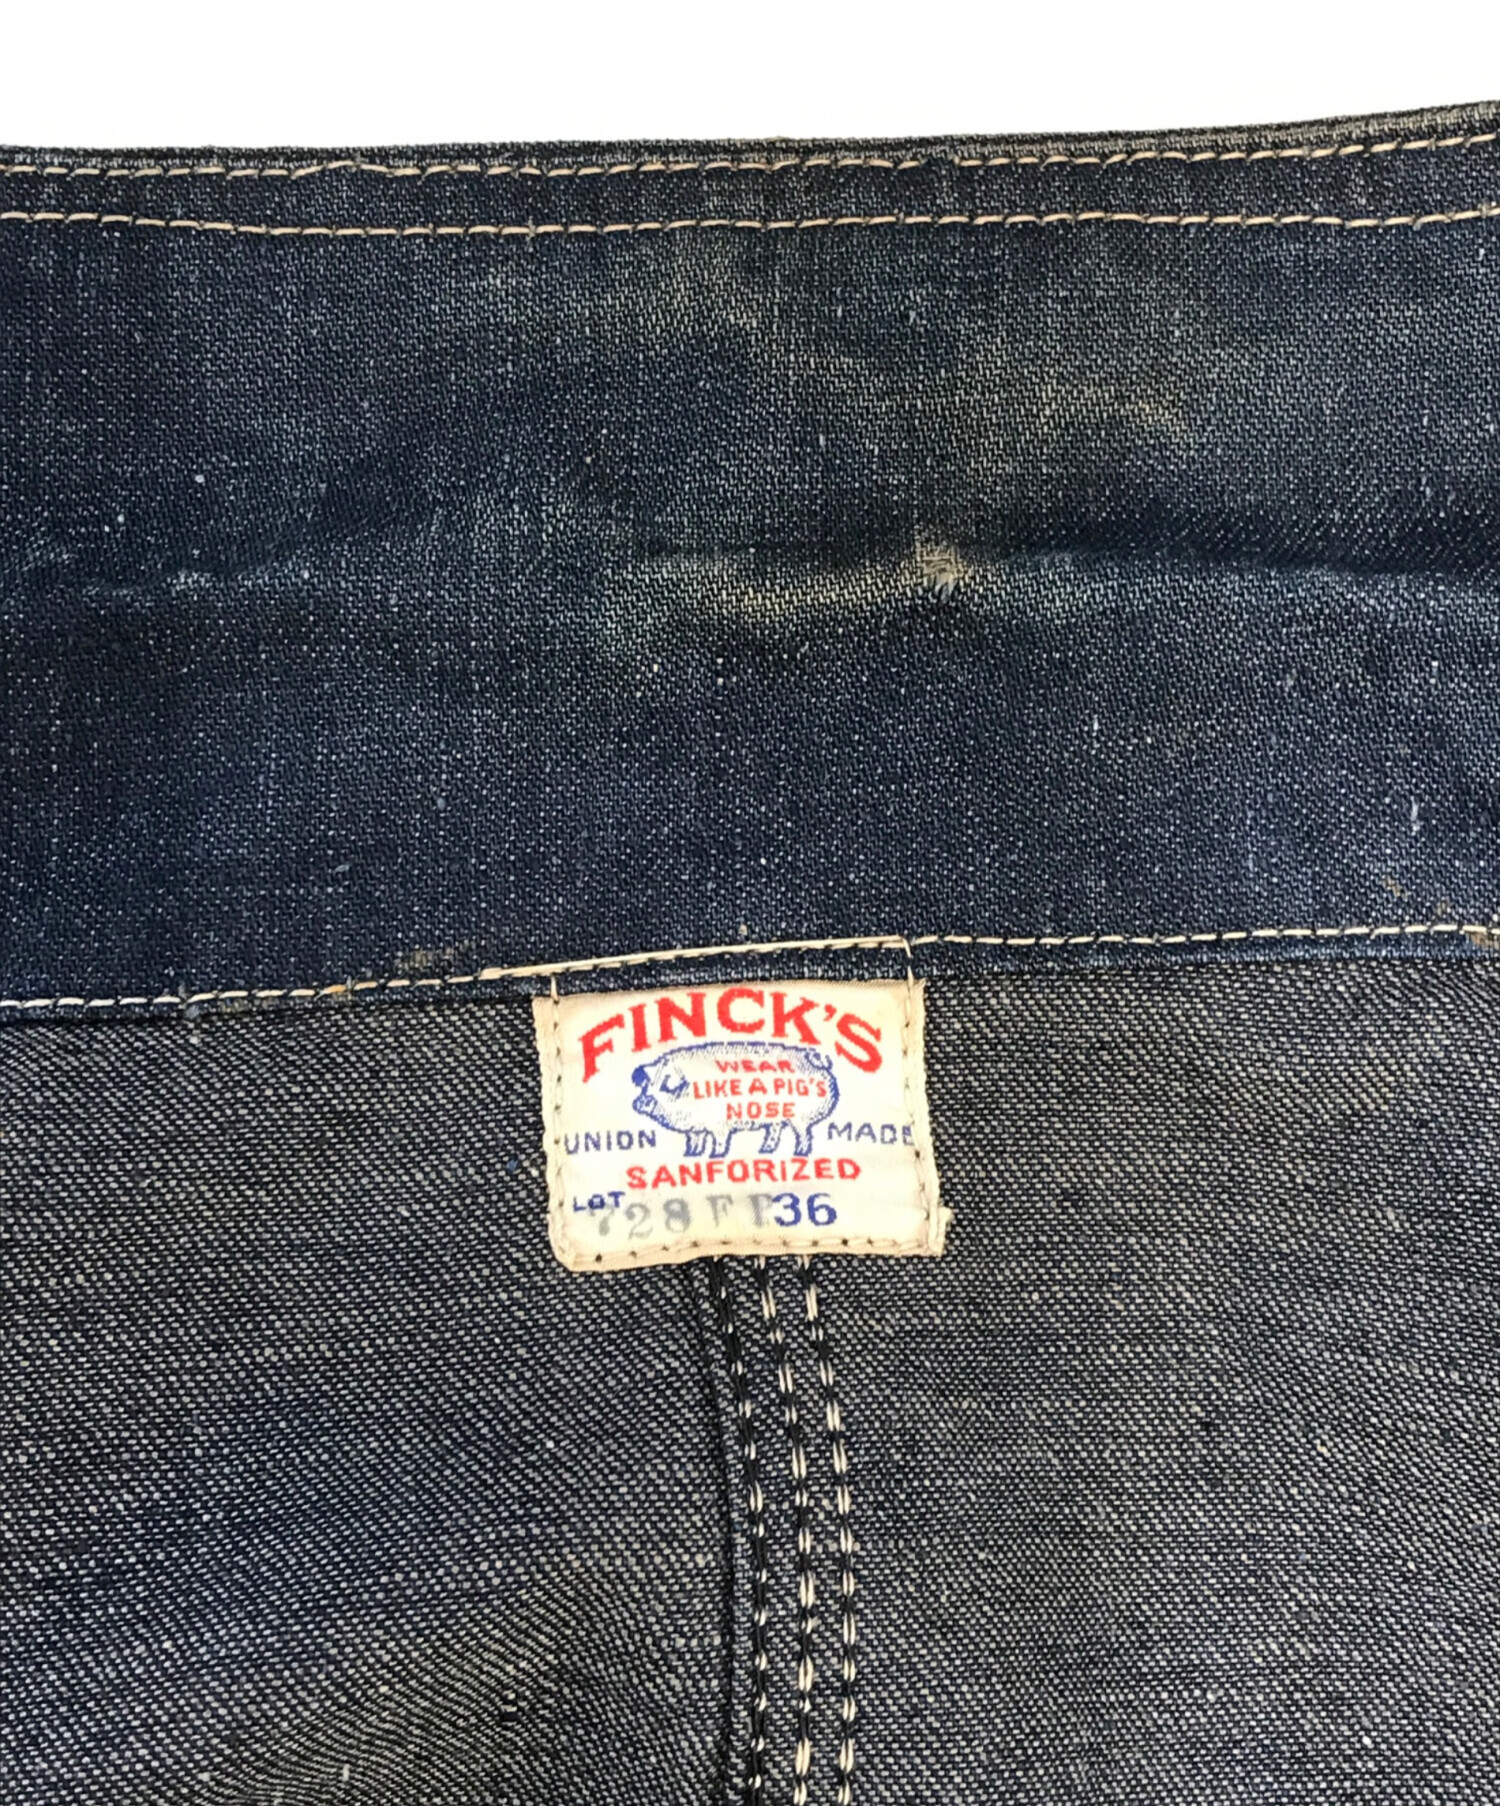 FINCK'S
WEAR
LIKE A PIG'S
NOSE
UNION MADE
SANFORIZED
LOT 728 F P 36